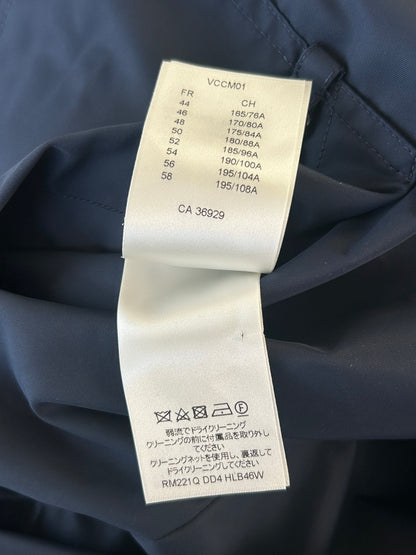 VCCM01
FR CH
44 165/76A
46 170/80A
48 175/84A
50 180/88A
52 185/96A
54 190/100A
56 195/104A
58 195/108A
CA 36929
F
弱流でドライクリーニング
クリーニングの前に付属品を取り外し
てください
クリーニングネットを使用し、裏返して
ドライクリーニングしてください
RM221Q DD4 HLB46W